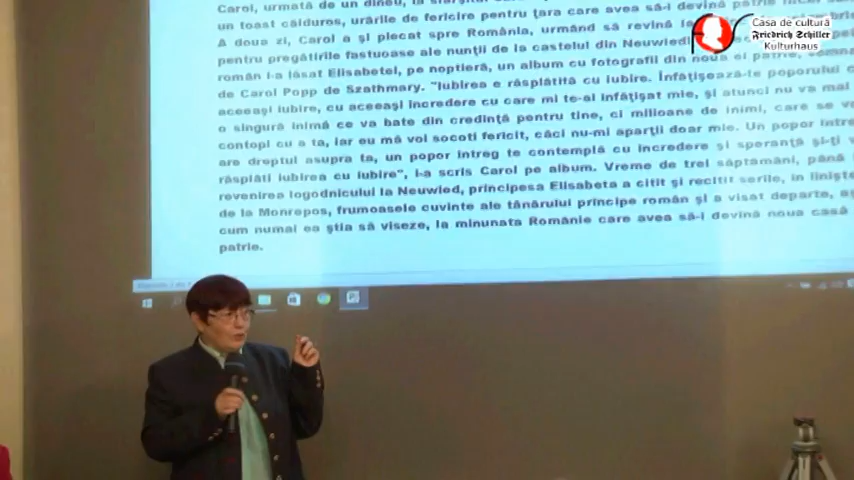 Carol, urmată de un dineu, la
un toast călduros, urările de fericire pentru ţara care avea să-i devină patrie
A doua zi, Carol a şi plecat spre România, urmând să revină la
pentru pregătirile fastuoase ale nunţii de la castelul din Neuwied.
român i-a lăsat Elisabetei, pe noptieră, un album cu fotografii din noua ei patrie,
de Carol Popp de Szathmary. "Iubirea e răsplătită cu iubire. Înfăţişează-te poporului
aceeaşi iubire, cu aceeaşi încredere cu care mi te-ai înfăţişat mie, şi atunci nu va mai
o singură inimă ce va bate din credinţă pentru tine, ci milioane de inimi, care se vor
contopi cu a ta, iar eu mă voi socoti fericit, căci nu-mi aparţii doar mie. Un popor
are dreptul asupra ta, un popor întreg te contemplă cu încredere şi speranţă şi-ţi
răsplăti iubirea cu iubire", i-a scris Carol pe album. Vreme de trei săptămâni, până
revenirea logodnicului la Neuwied, principesa Elisabeta a citit şi recitit serile, în
de la Monrepos, frumoasele cuvinte ale tânărului principe român şi a visat departe,
cum numai ea ştia să viseze, la minunata Românie care avea să-i devină noua casă
patrie.
Casa de cultură
Friedrich Schiller
Kulturhaus